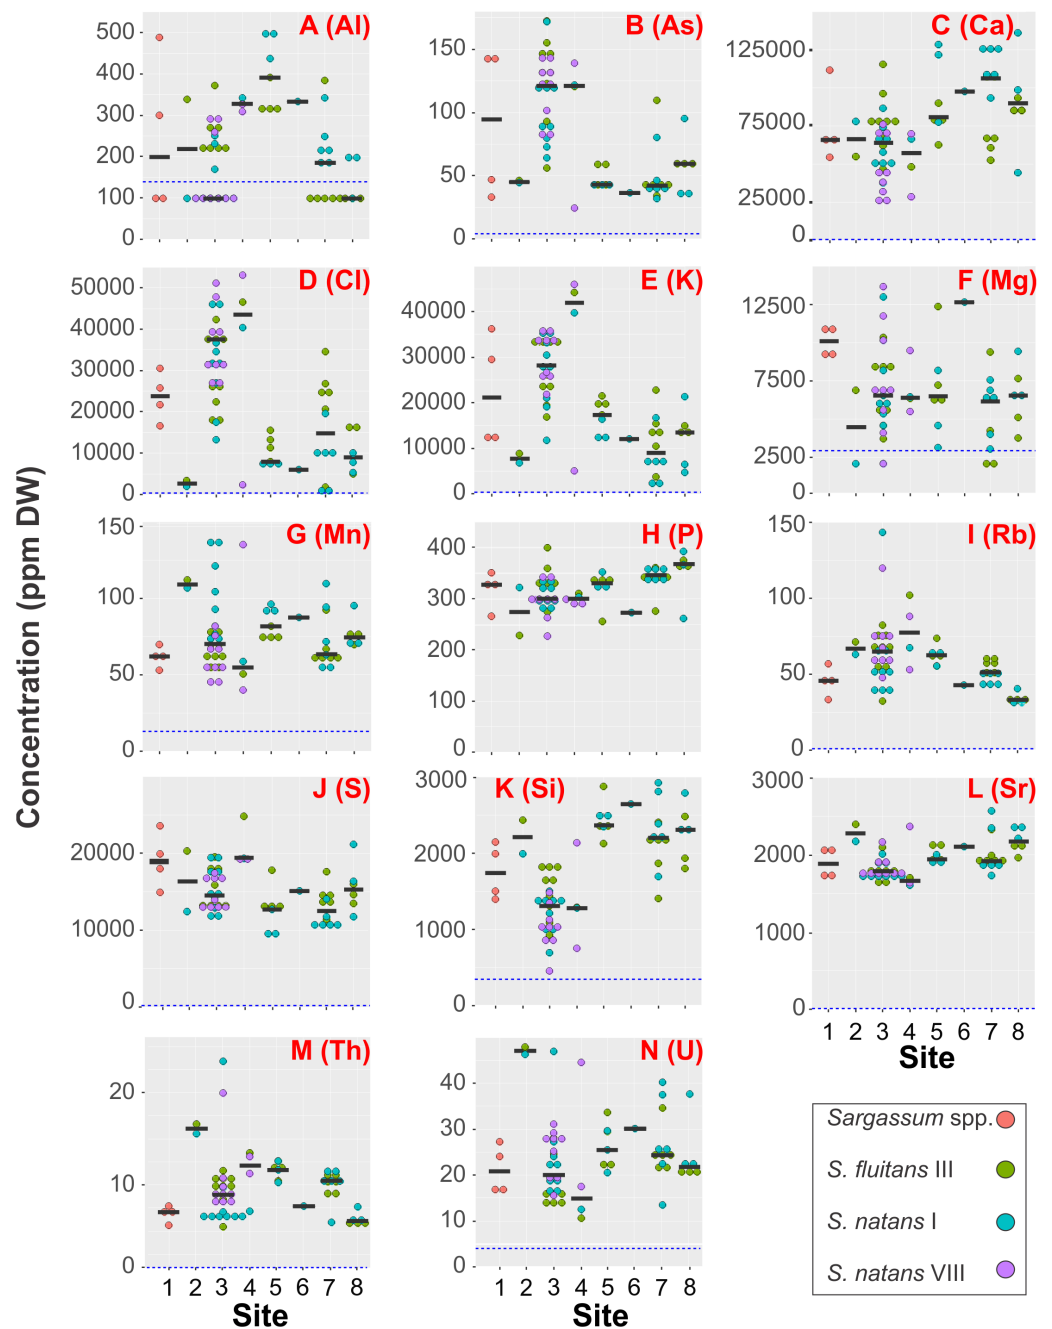 Concentration (ppm DW)
A (Al)
500
400
300
200
100
0
B (As)
150
100
50
0
C (Ca)
125000
75000
25000
0
D (Cl)
50000
40000
30000
20000
10000
0
E (K)
40000
30000
20000
10000
0
F (Mg)
12500
7500
2500
0
G (Mn)
150
100
50
0
H (P)
400
300
200
100
0
I (Rb)
150
100
50
0
J (S)
20000
10000
0
K (Si)
3000
2000
1000
0
L (Sr)
3000
2000
1000
0
1 2 3 4 5 6 7 8
Site
M (Th)
20
10
0
1 2 3 4 5 6 7 8
Site
N (U)
40
30
20
10
0
1 2 3 4 5 6 7 8
Site
Sargassum spp.
S. fluitans III
S. natans I
S. natans VIII